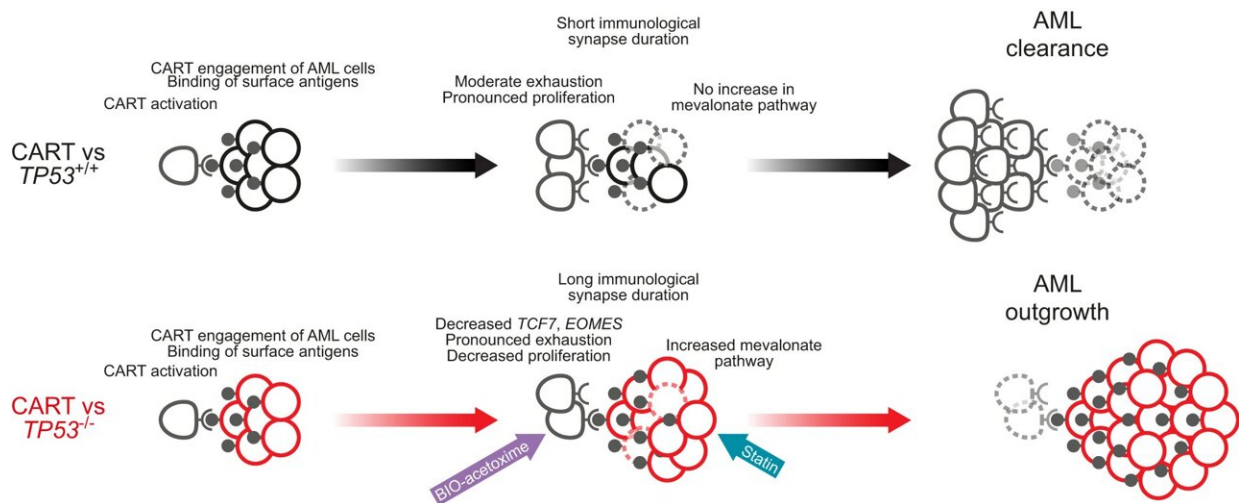 Short immunological
synapse duration
AML
clearance
CART engagement of AML cells
Binding of surface antigens
CART activation
Moderate exhaustion
Pronounced proliferation
No increase in
mevalonate pathway
CART vs
TP53+/+
Long immunological
synapse duration
AML
outgrowth
CART engagement of AML cells
Binding of surface antigens
CART activation
Decreased TCF7, EOMES
Pronounced exhaustion
Decreased proliferation
Increased mevalonate
pathway
CART vs
TP53-/-
BIO-acetoxime
Statin